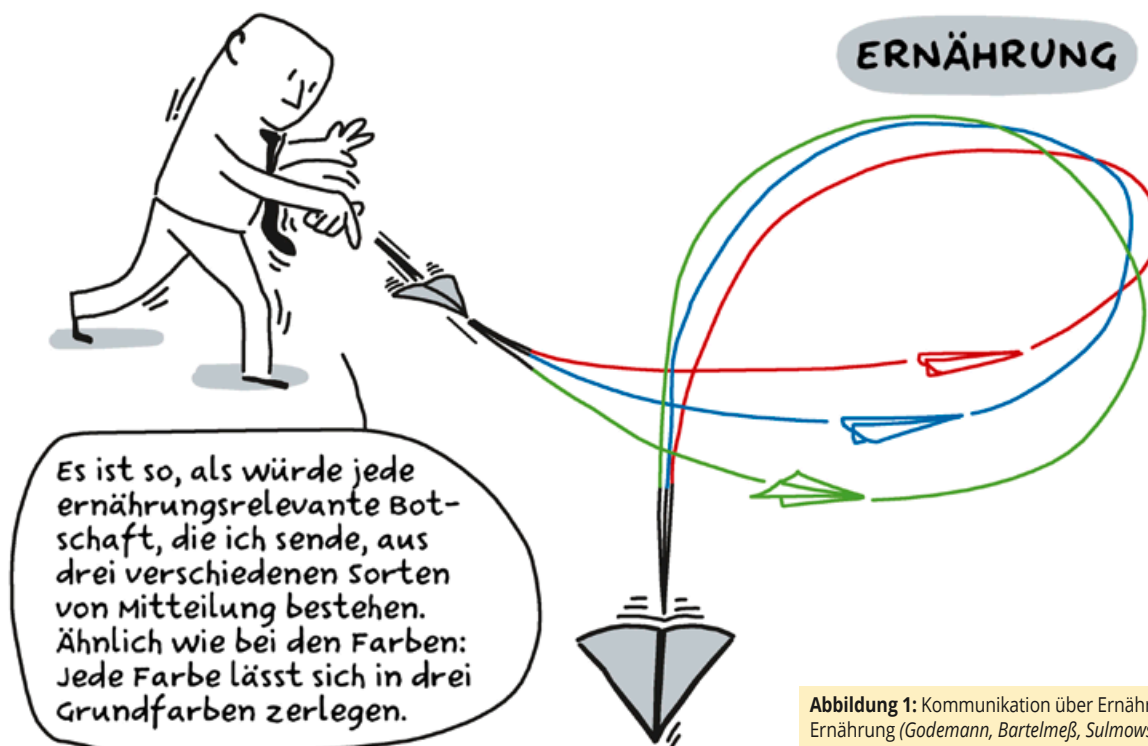 ERNÄHRUNG
Es ist so, als würde jede
ernährungsrelevante Bot-
schaft, die ich sende, aus
drei verschiedenen Sorten
von Mitteilung bestehen.
Ähnlich wie bei den Farben:
Jede Farbe lässt sich in drei
Grundfarben zerlegen.
Abbildung 1: Kommunikation über
Ernährung (Godemann, Bartelmeß,